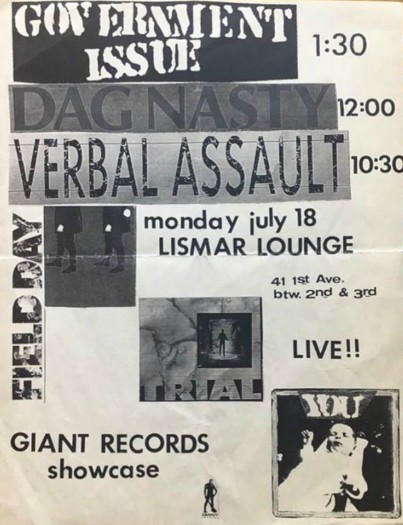 GOVERNMENT
ISSUE
1:30
DAG NASTY
12:00
VERBAL ASSAULT
10:30
FIELD DAY
monday july 18
LISMAR LOUNGE
41 1st Ave.
btw. 2nd & 3rd
TRIAL
LIVE!!
YOU
GIANT RECORDS
showcase